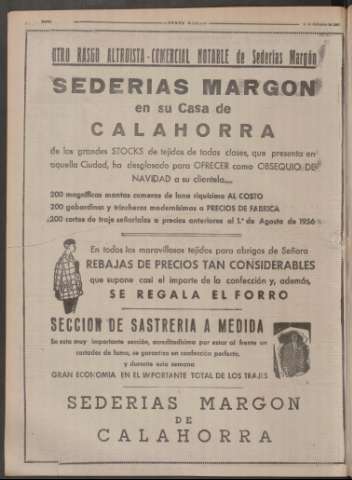 OTRO RASGO ALTRUISTA-COMERCIAL NOTABLE de Sederias Margón
SEDERIAS MARGON
en su Casa de
CALAHORRA
de los grandes STOCKS de tejidos de todas clases, que presenta en
aquella Ciudad, ha desglosado para OFRECER como OBSEQUIO DE
NAVIDAD a su clientela...
200 magníficas mantas cameras de lana riquísima AL COSTO
200 gabardinas y trincheras modernísimas a PRECIOS DE FABRICA
200 cortes de traje señoriales a precios anteriores al 1.º de Agosto de 1956
En todos los maravillosos tejidos para abrigos de Señora
REBAJAS DE PRECIOS TAN CONSIDERABLES
que supone casi el importe de la confección y, además,
SE REGALA EL FORRO
SECCION DE SASTRERIA A MEDIDA
En esta muy importante sección, acreditadísima por estar al frente un
cortador de fama, se garantiza en confección perfecta,
y durante esta semana
GRAN ECONOMIA EN EL IMPORTANTE TOTAL DE LOS TRAJES
SEDERIAS MARGON
DE
CALAHORRA